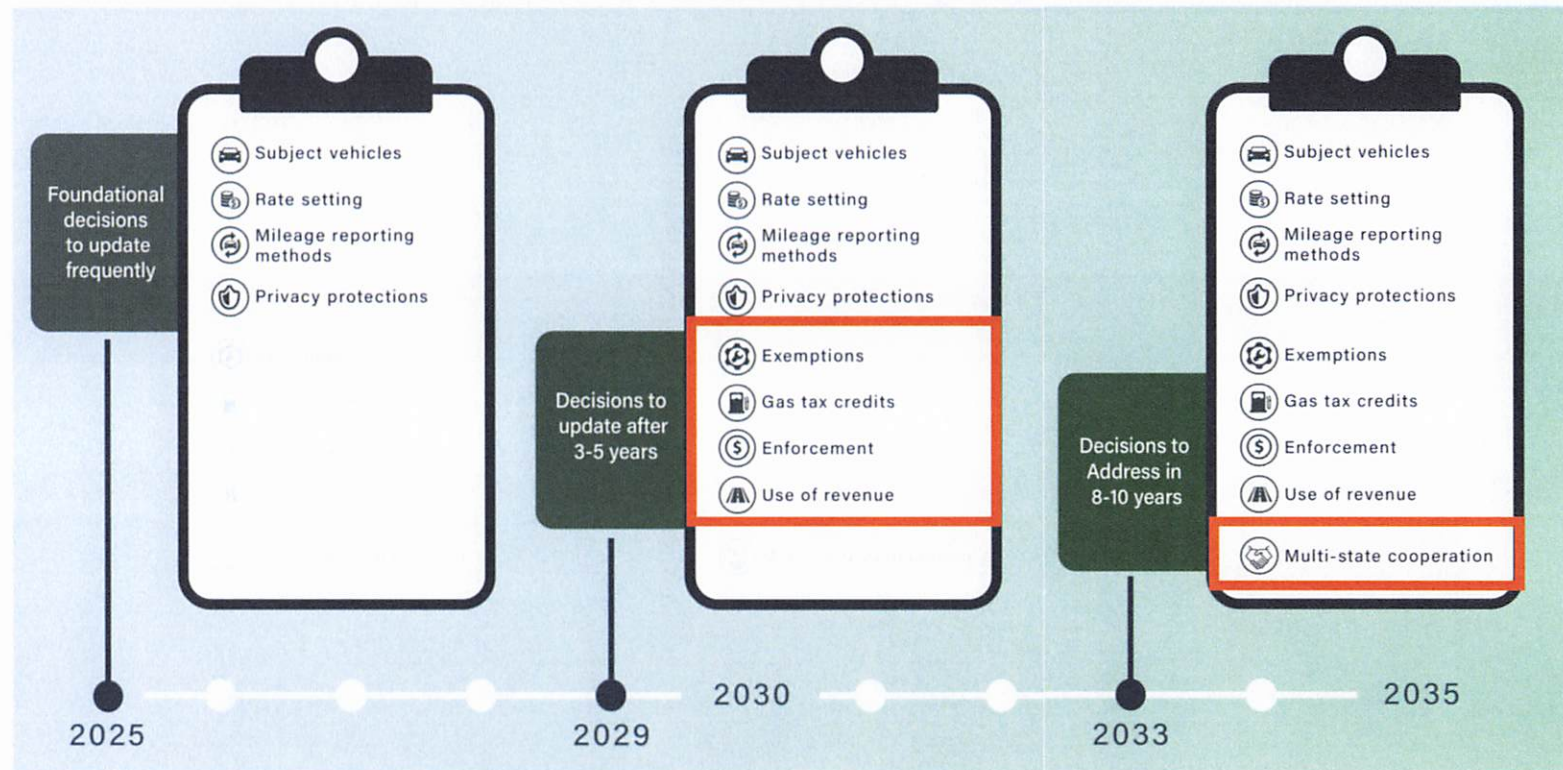 Foundational
decisions
to update
frequently
Subject vehicles
Rate setting
Mileage reporting
methods
Privacy protections
Decisions to
update after
3-5 years
Subject vehicles
Rate setting
Mileage reporting
methods
Privacy protections
Exemptions
Gas tax credits
Enforcement
Use of revenue
Decisions to
Address in
8-10 years
Subject vehicles
Rate setting
Mileage reporting
methods
Privacy protections
Exemptions
Gas tax credits
Enforcement
Use of revenue
Multi-state cooperation
2025
2029
2030
2033
2035